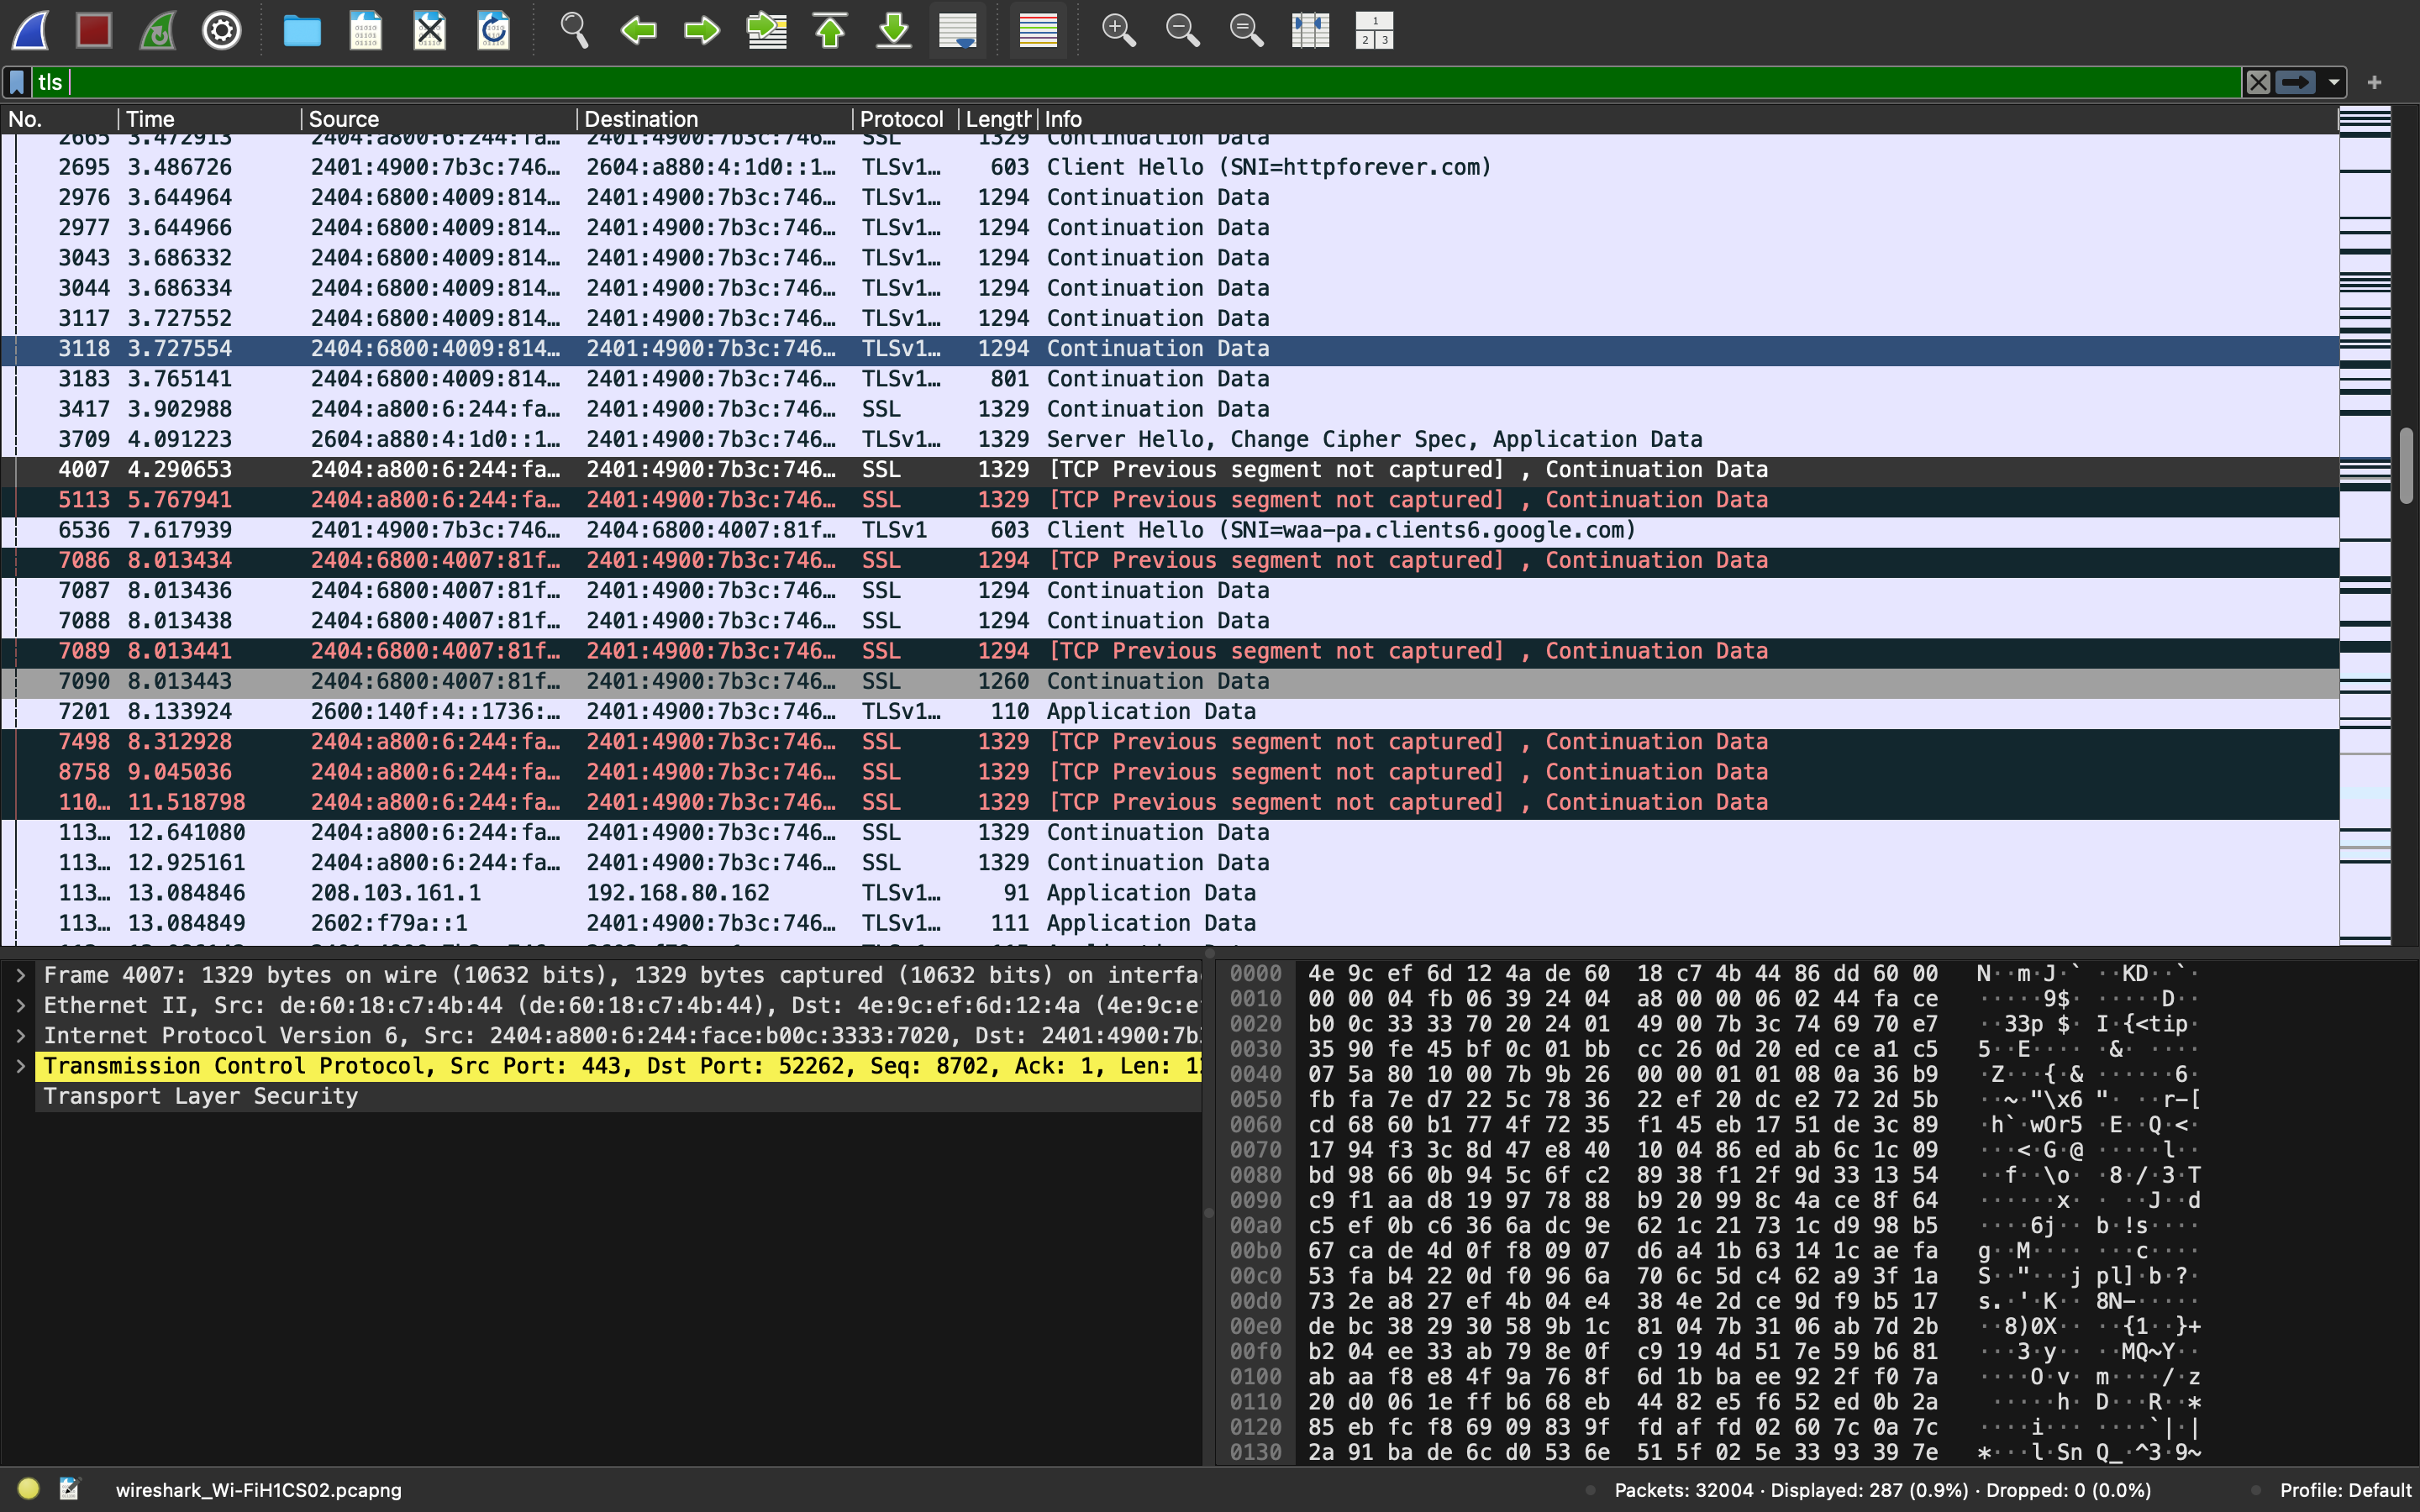 tls
No. Time Source Destination Protocol Length Info
2665 3.472913 2404:a800:6:244:fa… 2401:4900:7b3c:746… SSL 1329 Continuation Data
2695 3.486726 2401:4900:7b3c:746… 2604:a880:4:1d0::1… TLSv1… 603 Client Hello (SNI=httpforever.com)
2976 3.644964 2404:6800:4009:814… 2401:4900:7b3c:746… TLSv1… 1294 Continuation Data
2977 3.644966 2404:6800:4009:814… 2401:4900:7b3c:746… TLSv1… 1294 Continuation Data
3043 3.686332 2404:6800:4009:814… 2401:4900:7b3c:746… TLSv1… 1294 Continuation Data
3044 3.686334 2404:6800:4009:814… 2401:4900:7b3c:746… TLSv1… 1294 Continuation Data
3117 3.727552 2404:6800:4009:814… 2401:4900:7b3c:746… TLSv1… 1294 Continuation Data
3118 3.727554 2404:6800:4009:814… 2401:4900:7b3c:746… TLSv1… 1294 Continuation Data
3183 3.765141 2404:6800:4009:814… 2401:4900:7b3c:746… TLSv1… 801 Continuation Data
3417 3.902988 2404:a800:6:244:fa… 2401:4900:7b3c:746… SSL 1329 Continuation Data
3709 4.091223 2604:a880:4:1d0::1… 2401:4900:7b3c:746… TLSv1… 1329 Server Hello, Change Cipher Spec, Application Data
4007 4.290653 2404:a800:6:244:fa… 2401:4900:7b3c:746… SSL 1329 [TCP Previous segment not captured] , Continuation Data
5113 5.767941 2404:a800:6:244:fa… 2401:4900:7b3c:746… SSL 1329 [TCP Previous segment not captured] , Continuation Data
6536 7.617939 2401:4900:7b3c:746… 2404:6800:4007:81f… TLSv1 603 Client Hello (SNI=waa-pa.clients6.google.com)
7086 8.013434 2404:6800:4007:81f… 2401:4900:7b3c:746… SSL 1294 [TCP Previous segment not captured] , Continuation Data
7087 8.013436 2404:6800:4007:81f… 2401:4900:7b3c:746… SSL 1294 Continuation Data
7088 8.013438 2404:6800:4007:81f… 2401:4900:7b3c:746… SSL 1294 Continuation Data
7089 8.013441 2404:6800:4007:81f… 2401:4900:7b3c:746… SSL 1294 [TCP Previous segment not captured] , Continuation Data
7090 8.013443 2404:6800:4007:81f… 2401:4900:7b3c:746… SSL 1260 Continuation Data
7201 8.133924 2600:140f:4::1736:… 2401:4900:7b3c:746… TLSv1… 110 Application Data
7498 8.312928 2404:a800:6:244:fa… 2401:4900:7b3c:746… SSL 1329 [TCP Previous segment not captured] , Continuation Data
8758 9.045036 2404:a800:6:244:fa… 2401:4900:7b3c:746… SSL 1329 [TCP Previous segment not captured] , Continuation Data
110… 11.518798 2404:a800:6:244:fa… 2401:4900:7b3c:746… SSL 1329 [TCP Previous segment not captured] , Continuation Data
113… 12.641080 2404:a800:6:244:fa… 2401:4900:7b3c:746… SSL 1329 Continuation Data
113… 12.925161 2404:a800:6:244:fa… 2401:4900:7b3c:746… SSL 1329 Continuation Data
113… 13.084846 208.103.161.1 192.168.80.162 TLSv1… 91 Application Data
113… 13.084849 2602:f79a::1 2401:4900:7b3c:746… TLSv1… 111 Application Data
Frame 4007: 1329 bytes on wire (10632 bits), 1329 bytes captured (10632 bits) on interfa
Ethernet II, Src: de:60:18:c7:4b:44 (de:60:18:c7:4b:44), Dst: 4e:9c:ef:6d:12:4a (4e:9c:e
Internet Protocol Version 6, Src: 2404:a800:6:244:face:b00c:3333:7020, Dst: 2401:4900:7b
Transmission Control Protocol, Src Port: 443, Dst Port: 52262, Seq: 8702, Ack: 1, Len: 1
Transport Layer Security
0000 4e 9c ef 6d 12 4a de 60 18 c7 4b 44 86 dd 60 00 N··m·J·` ··KD··`·
0010 00 00 04 fb 06 39 24 04 a8 00 00 06 02 44 fa ce ·····9$· ·····D··
0020 b0 0c 33 33 70 20 24 01 49 00 7b 3c 74 69 70 e7 ··33p $· I·{<tip·
0030 35 90 fe 45 bf 0c 01 bb cc 26 0d 20 ed ce a1 c5 5··E···· ·&· ····
0040 07 5a 80 10 00 7b 9b 26 00 00 01 01 08 0a 36 b9 ·Z···{·& ······6·
0050 fb fa 7e d7 22 5c 78 36 22 ef 20 dc e2 72 2d 5b ··~·"\x6 "· ··r-[
0060 cd 68 60 b1 77 4f 72 35 f1 45 eb 17 51 de 3c 89 ·h`·wOr5 ·E··Q·<·
0070 17 94 f3 3c 8d 47 e8 40 10 04 86 ed ab 6c 1c 09 ···<·G·@ ·····l··
0080 bd 98 66 0b 94 5c 6f c2 89 38 f1 2f 9d 33 13 54 ··f··\o· ·8·/·3·T
0090 c9 f1 aa d8 19 97 78 88 b9 20 99 8c 4a ce 8f 64 ······x· · ··J··d
00a0 c5 ef 0b c6 36 6a dc 9e 62 1c 21 73 1c d9 98 b5 ····6j·· b·!s····
00b0 67 ca de 4d 0f f8 09 07 d6 a4 1b 63 14 1c ae fa g··M···· ···c····
00c0 53 fa b4 22 0d f0 96 6a 70 6c 5d c4 62 a9 3f 1a S··"···j pl]·b·?·
00d0 73 2e a8 27 ef 4b 04 e4 38 4e 2d ce 9d f9 b5 17 s.·'·K·· 8N-·····
00e0 de bc 38 29 30 58 9b 1c 81 04 7b 31 06 ab 7d 2b ··8)0X·· ··{1··}+
00f0 b2 04 ee 33 ab 79 8e 0f c9 19 4d 51 7e 59 b6 81 ···3·y·· ··MQ~Y··
0100 ab aa f8 e8 4f 9a 76 8f 6d 1b ba ee 92 2f f0 7a ····O·v· m····/·z
0110 20 d0 06 1e ff b6 68 eb 44 82 e5 f6 52 ed 0b 2a ·····h· D···R··*
0120 85 eb fc f8 69 09 83 9f fd af fd 02 60 7c 0a 7c ····i··· ····`|·|
0130 2a 91 ba de 6c d0 53 6e 51 5f 02 5e 33 93 39 7e *···l·Sn Q_·^3·9~
wireshark_Wi-FiH1CS02.pcapng
Packets: 32004 · Displayed: 287 (0.9%) · Dropped: 0 (0.0%)
Profile: Default